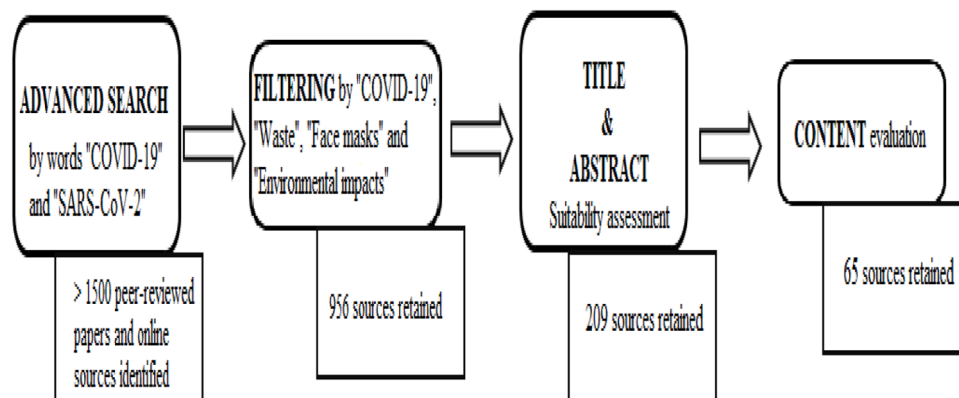 ADVANCED SEARCH
by words "COVID-19"
and "SARS-CoV-2"
> 1500 peer-reviewed
papers and online
sources identified
FILTERING by "COVID-19",
"Waste", "Face masks" and
"Environmental impacts"
956 sources retained
TITLE
&
ABSTRACT
Suitability assessment
209 sources retained
CONTENT evaluation
65 sources retained